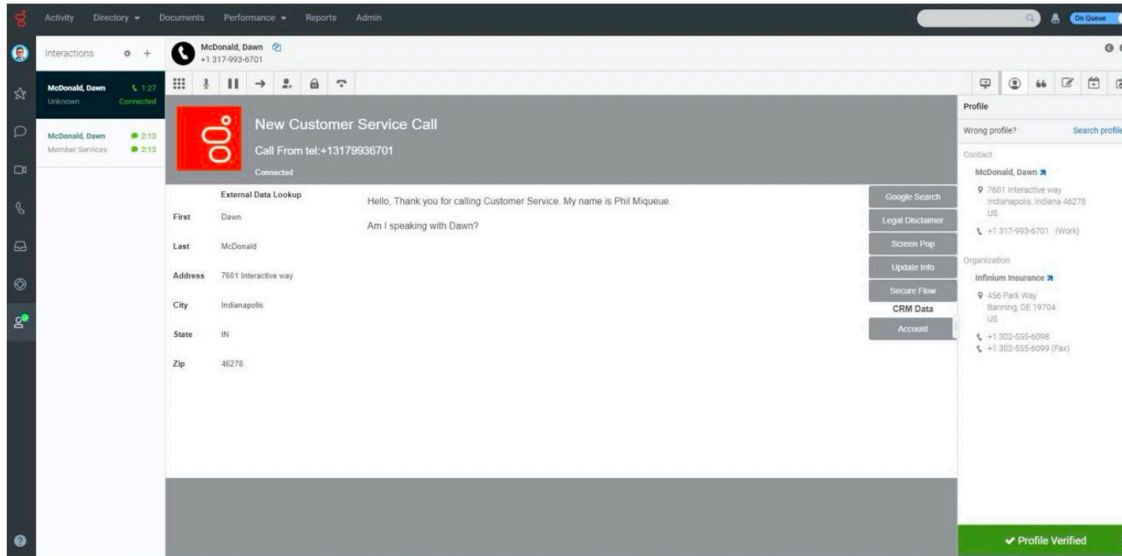 Activity Directory Documents Performance Reports Admin
On Queue
Interactions
McDonald, Dawn
+1 317-993-6701
McDonald, Dawn 1:27
Unknown Connected
McDonald, Dawn 2:13
Member Services 2:13
New Customer Service Call
Call From tel:+13179936701
Connected
External Data Lookup
First Dawn
Last McDonald
Address 7601 Interactive way
City Indianapolis
State IN
Zip 46278
Hello, Thank you for calling Customer Service. My name is Phil Miqueue.
Am I speaking with Dawn?
Google Search
Legal Disclaimer
Screen Pop
Update Info
Secure Flow
CRM Data
Account
Profile
Wrong profile? Search profile
Contact
McDonald, Dawn
7601 Interactive way
Indianapolis, Indiana 46278
US
+1 317-993-6701 (Work)
Organization
Infinium Insurance
456 Park Way
Banning, DE 19704
US
+1 302-555-6098
+1 302-555-6099 (Fax)
Profile Verified